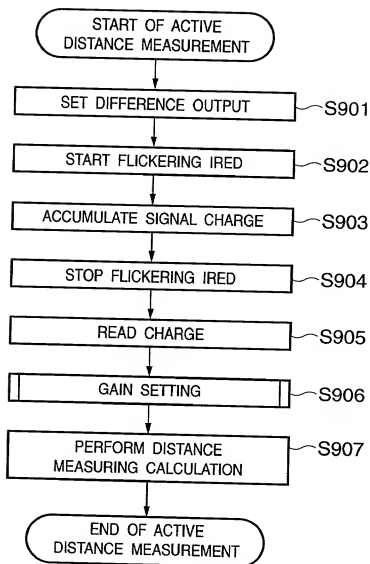 START OF ACTIVE
DISTANCE MEASUREMENT
SET DIFFERENCE OUTPUT
S901
START FLICKERING IRED
S902
ACCUMULATE SIGNAL CHARGE
S903
STOP FLICKERING IRED
S904
READ CHARGE
S905
GAIN SETTING
S906
PERFORM DISTANCE
MEASURING CALCULATION
S907
END OF ACTIVE
DISTANCE MEASUREMENT